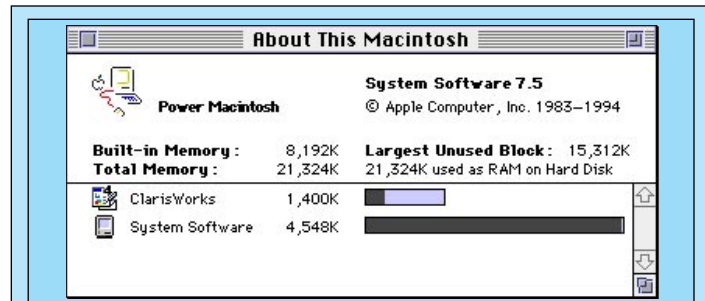 About This Macintosh
System Software 7.5
Power Macintosh © Apple Computer, Inc. 1983–1994
Built-in Memory: 8,192K Largest Unused Block: 15,312K
Total Memory: 21,324K 21,324K used as RAM on Hard Disk
ClarisWorks 1,400K
System Software 4,548K